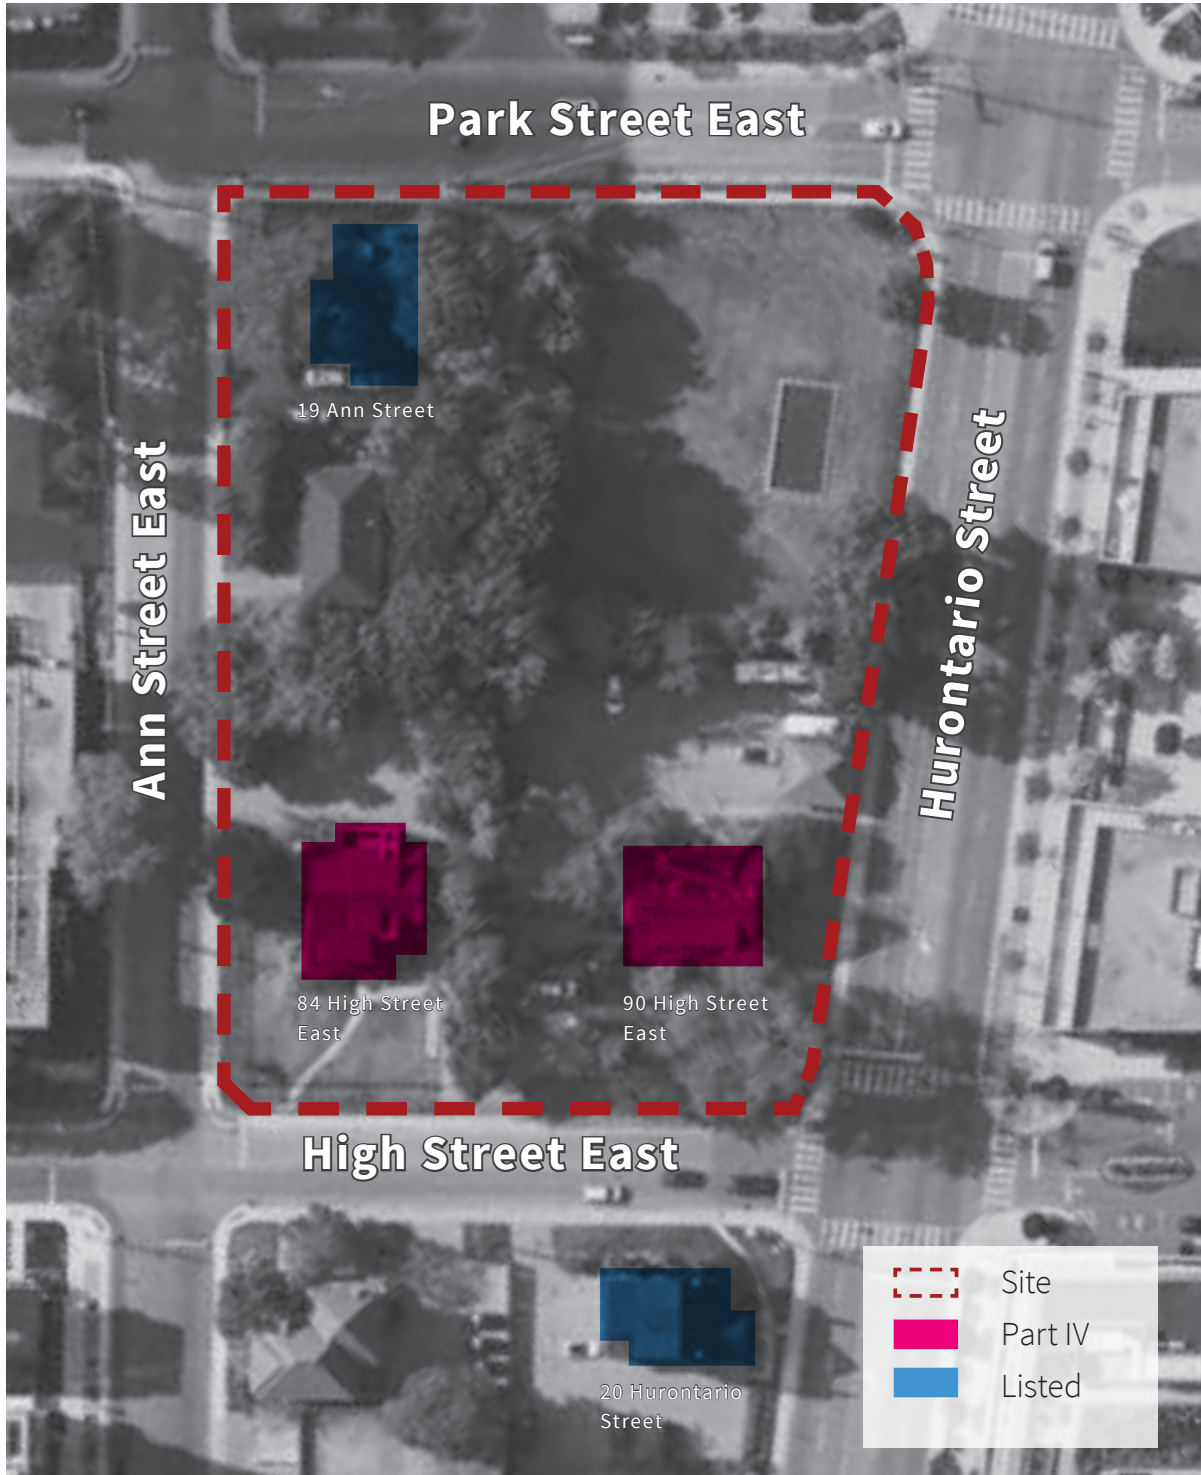 Park Street East
19 Ann Street
Ann Street East
Hurontario Street
84 High Street
East
90 High Street
East
High Street East
20 Hurontario
Street
Site
Part IV
Listed